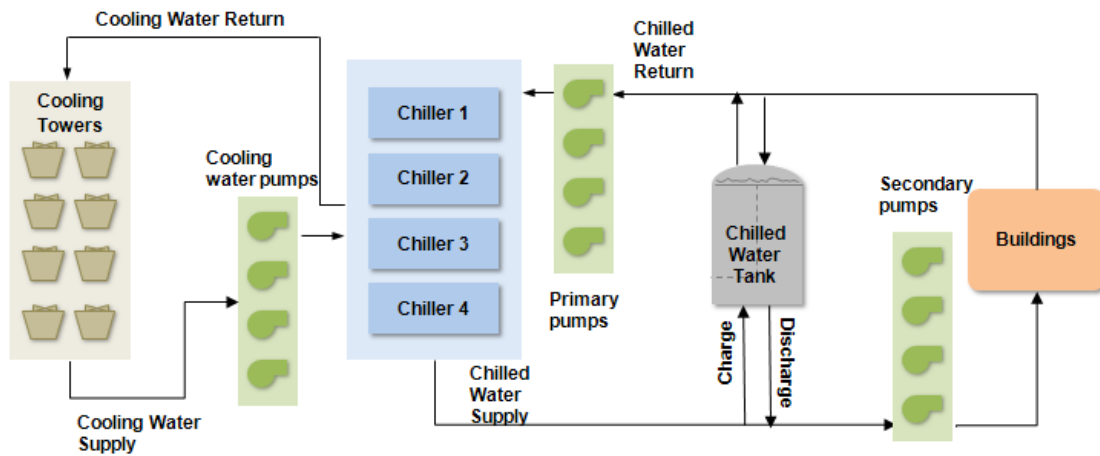 Cooling Water Return
Cooling
Towers
Cooling
water pumps
Cooling Water
Supply
Chiller 1
Chiller 2
Chiller 3
Chiller 4
Chilled
Water
Supply
Primary
pumps
Chilled
Water
Return
Chilled
Water
Tank
Charge
Discharge
Secondary
pumps
Buildings